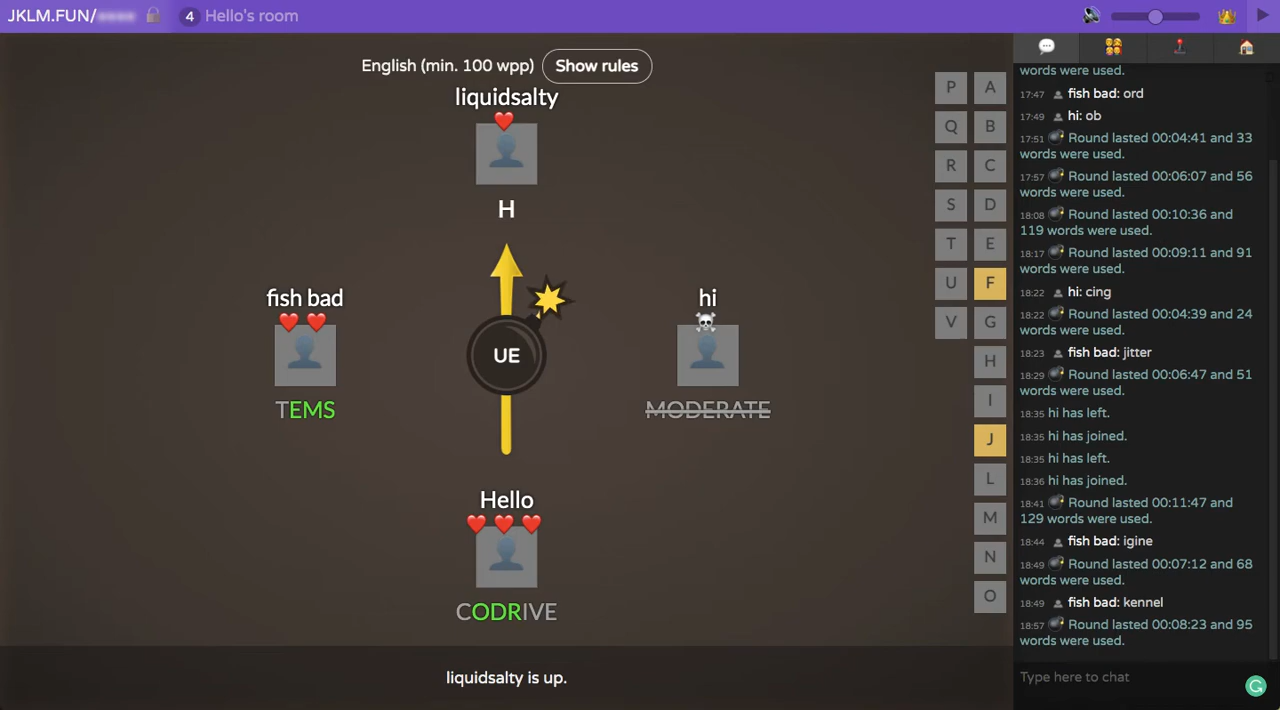 JKLM.FUN/
4 Hello's room
English (min. 100 wpp) Show rules
liquidsalty
H
fish bad
TEMS
UE
hi
MODERATE
Hello
CODRIVE
liquidsalty is up.
P A
Q B
R C
S D
T E
U F
V G
H
I
J
L
M
N
O
words were used.
17:47 fish bad: ord
17:49 hi: ob
17:51 Round lasted 00:04:41 and 33
words were used.
17:57 Round lasted 00:06:07 and 56
words were used.
18:08 Round lasted 00:10:36 and
119 words were used.
18:17 Round lasted 00:09:11 and 91
words were used.
18:22 hi: cing
18:22 Round lasted 00:04:39 and 24
words were used.
18:23 fish bad: jitter
18:29 Round lasted 00:06:47 and 51
words were used.
18:35 hi has left.
18:35 hi has joined.
18:35 hi has left.
18:36 hi has joined.
18:41 Round lasted 00:11:47 and
129 words were used.
18:44 fish bad: igine
18:49 Round lasted 00:07:12 and 68
words were used.
18:49 fish bad: kennel
18:57 Round lasted 00:08:23 and 95
words were used.
Type here to chat